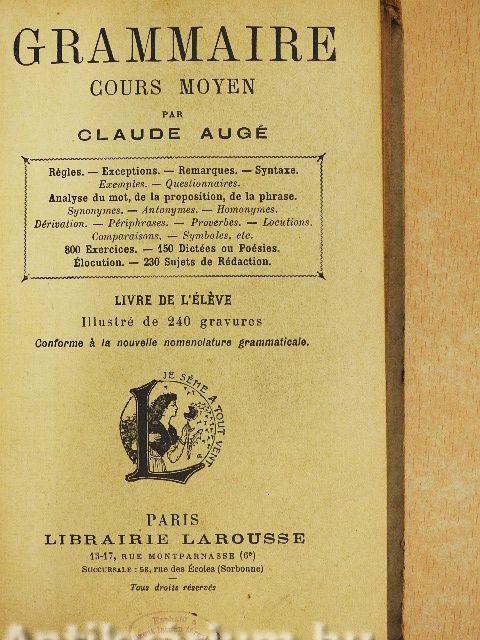 GRAMMAIRE
COURS MOYEN
PAR
CLAUDE AUGÉ
Règles. — Exceptions. — Remarques. — Syntaxe.
Exemples. — Questionnaires.
Analyse du mot, de la proposition, de la phrase.
Synonymes. — Antonymes. — Homonymes.
Dérivation. — Périphrases. — Proverbes. — Locutions.
Comparaisons. — Symboles, etc.
800 Exercices. — 150 Dictées ou Poésies.
Élocution. — 230 Sujets de Rédaction.
LIVRE DE L'ÉLÈVE
Illustré de 240 gravures
Conforme à la nouvelle nomenclature grammaticale.
JE SÈME À TOUT VENT
L
PARIS
LIBRAIRIE LAROUSSE
13-17, RUE MONTPARNASSE (6e)
SUCCURSALE : 58, rue des Écoles (Sorbonne)
Tous droits réservés